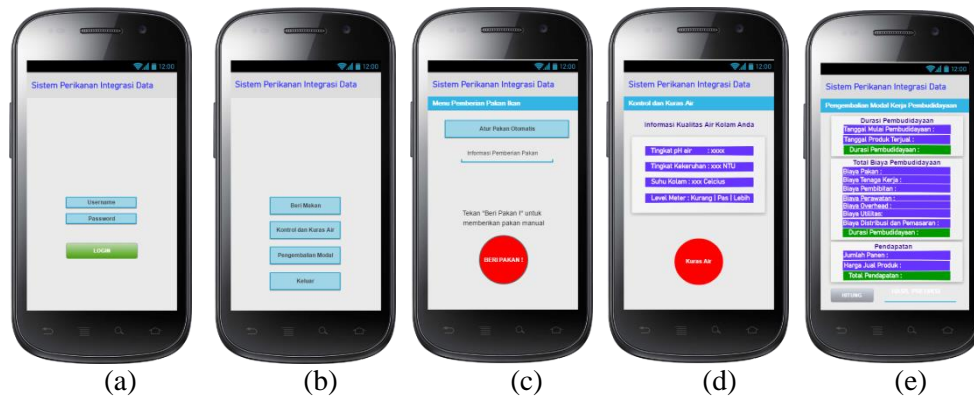 12:00
Sistem Perikanan Integrasi Data
Username
Password
LOGIN
(a)
12:00
Sistem Perikanan Integrasi Data
Beri Makan
Kontrol dan Karas Air
Pengembalian Modal
Keluar
(b)
12:00
Sistem Perikanan Integrasi Data
Menu Pemberian Pakan Ikan
Atur Pakan Otomatis
Informasi Pemberian Pakan
Tekan "Beri Pakan !" untuk
memberikan pakan manual
BERI PAKAN !
(c)
12:00
Sistem Perikanan Integrasi Data
Kontrol dan Kuras Air
Informasi Kualitas Air Kolam Anda
Tingkat pH air : xxxx
Tingkat Kekeruhan : xxx NTU
Suhu Kolam : xxx Celcius
Level Meter : Kurang | Pas | Lebih
Kuras Air
(d)
12:00
Sistem Perikanan Integrasi Data
Pengembalian Modal Kerja Pembudidayaan
Durasi Pembudidayaan
Tanggal Mulai Pembudidayaan :
Tanggal Produk Terjual :
Durasi Pembudidayaan :
Total Biaya Pembudidayaan
Biaya Pakan :
Biaya Tenaga Kerja :
Biaya Pembibitan :
Biaya Perawatan :
Biaya Overhead :
Biaya Utilitas:
Biaya Distribusi dan Pemasaran :
Durasi Pembudidayaan :
Pendapatan
Jumlah Panen :
Harga Jual Produk :
Total Pendapatan :
HITUNG
(e)